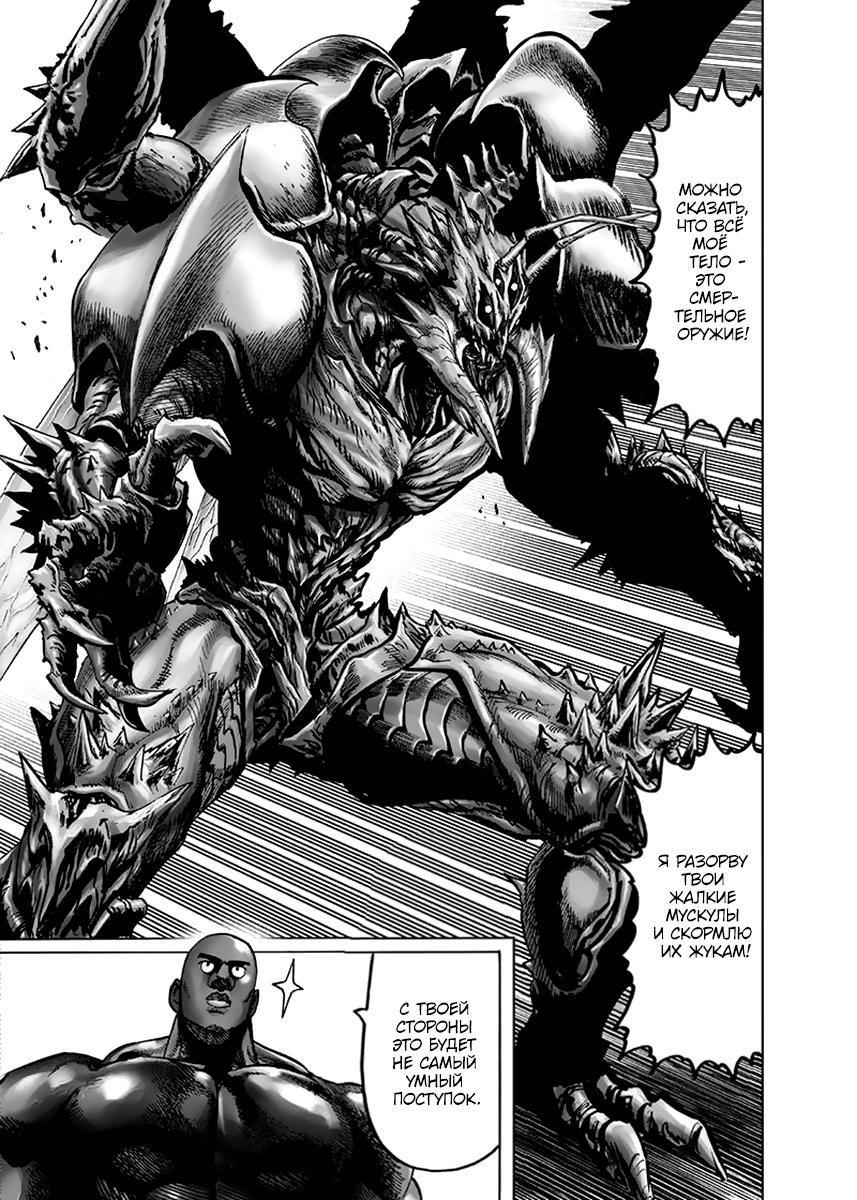 МОЖНО
СКАЗАТЬ,
ЧТО ВСЁ
МОЁ
ТЕЛО -
ЭТО
СМЕР-
ТЕЛЬНОЕ
ОРУЖИЕ!
Я РАЗОРВУ
ТВОИ
ЖАЛКИЕ
МУСКУЛЫ
И СКОРМЛЮ
ИХ ЖУКАМ!
С ТВОЕЙ
СТОРОНЫ
ЭТО БУДЕТ
НЕ САМЫЙ
УМНЫЙ
ПОСТУПОК.